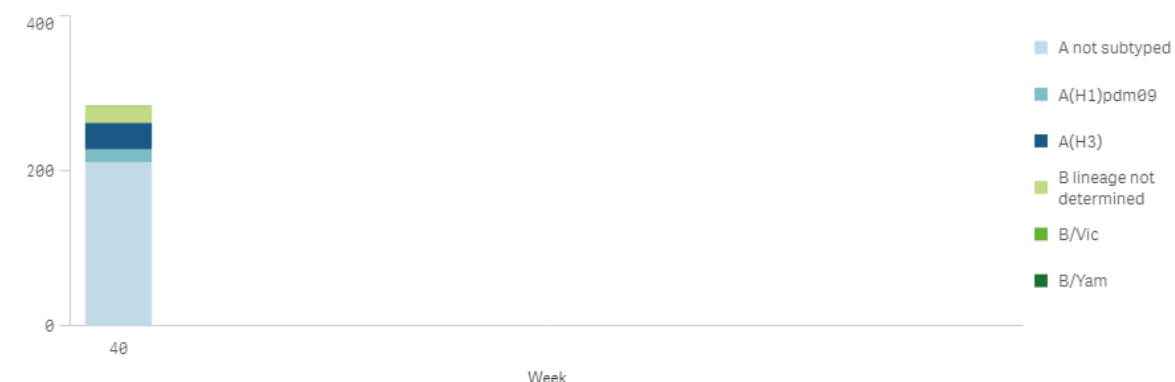 400
200
0
40
Week
A not subtyped
A(H1)pdm09
A(H3)
B lineage not
determined
B/Vic
B/Yam